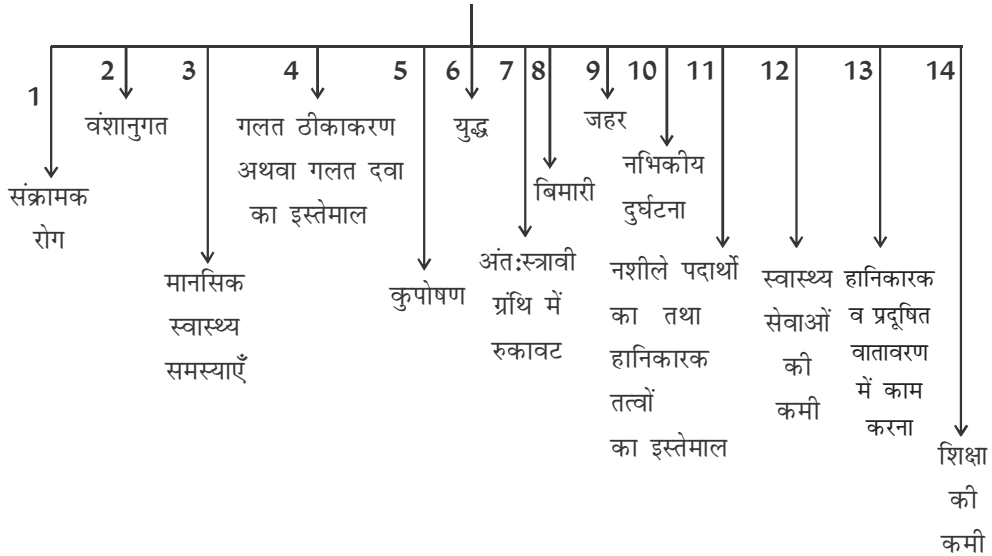 1
संक्रामक
रोग
2
वंशानुगत
3
मानसिक
स्वास्थ्य
समस्याएँ
4
गलत ठीकाकरण
अथवा गलत दवा
का इस्तेमाल
5
कुपोषण
6
युद्ध
7
अंत:स्त्रावी
ग्रंथि में
रुकावट
8
बिमारी
9
जहर
10
नभिकीय
दुर्घटना
11
नशीले पदार्थो
का तथा
हानिकारक
तत्वों
का इस्तेमाल
12
स्वास्थ्य
सेवाओं
की
कमी
13
हानिकारक
व प्रदूषित
वातावरण
में काम
करना
14
शिक्षा
की
कमी